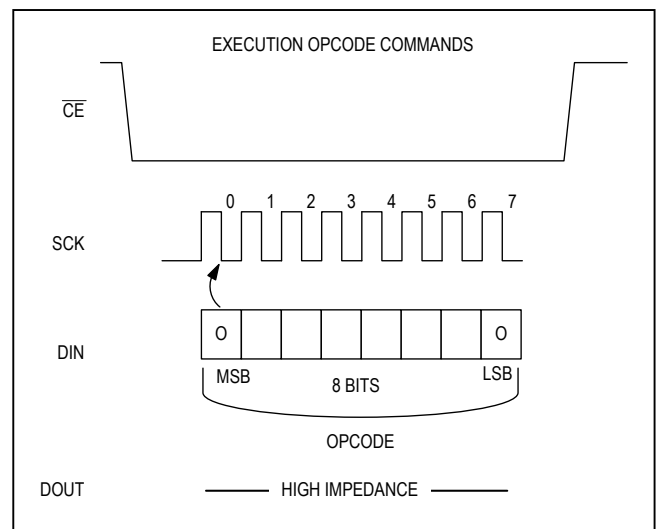 EXECUTION OPCODE COMMANDS
CE
0 1 2 3 4 5 6 7
SCK
DIN
O O
MSB 8 BITS LSB
OPCODE
DOUT HIGH IMPEDANCE